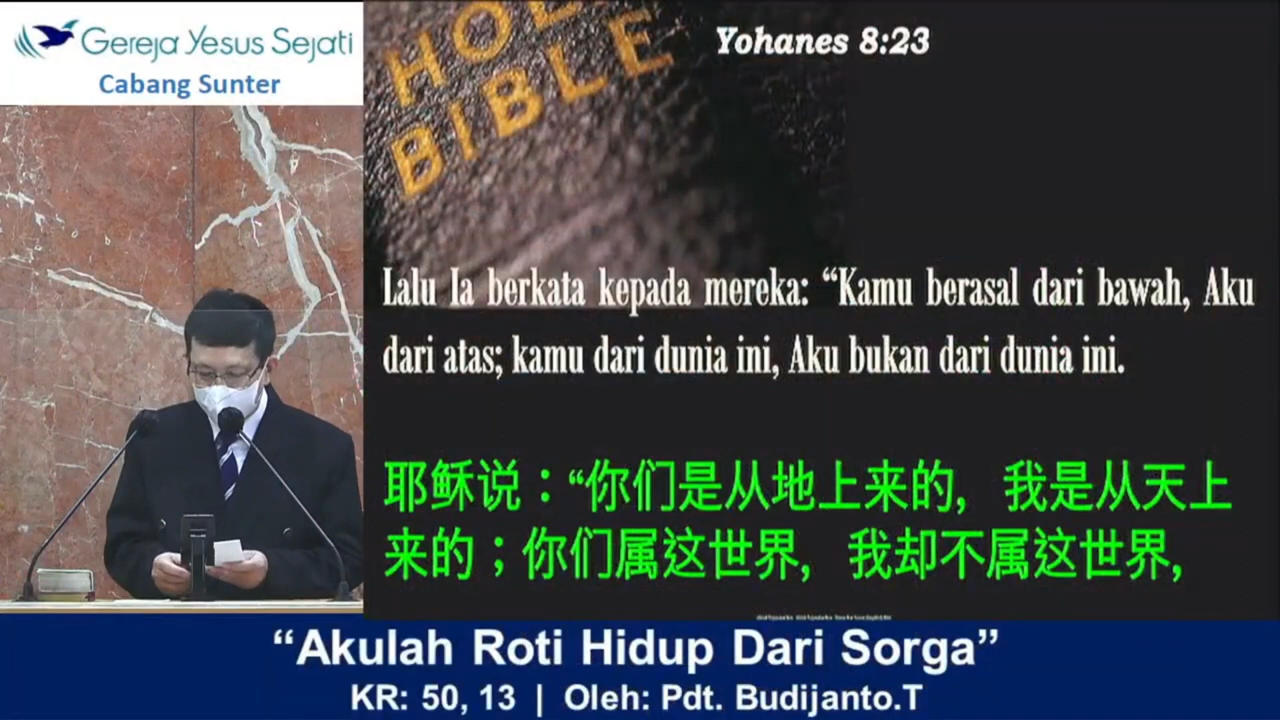 Gereja Yesus Sejati
Cabang Sunter
HOLY
BIBLE
Yohanes 8:23
Lalu Ia berkata kepada mereka: “Kamu berasal dari bawah, Aku
dari atas; kamu dari dunia ini, Aku bukan dari dunia ini.
耶稣说：“你们是从地上来的, 我是从天上
来的；你们属这世界, 我却不属这世界,
“Akulah Roti Hidup Dari Sorga”
KR: 50, 13 | Oleh: Pdt. Budijanto.T